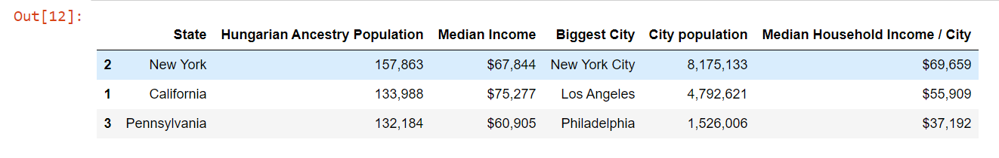 Out[12]:
State Hungarian Ancestry Population Median Income Biggest City City population Median Household Income / City
2 New York 157,863 $67,844 New York City 8,175,133 $69,659
1 California 133,988 $75,277 Los Angeles 4,792,621 $55,909
3 Pennsylvania 132,184 $60,905 Philadelphia 1,526,006 $37,192